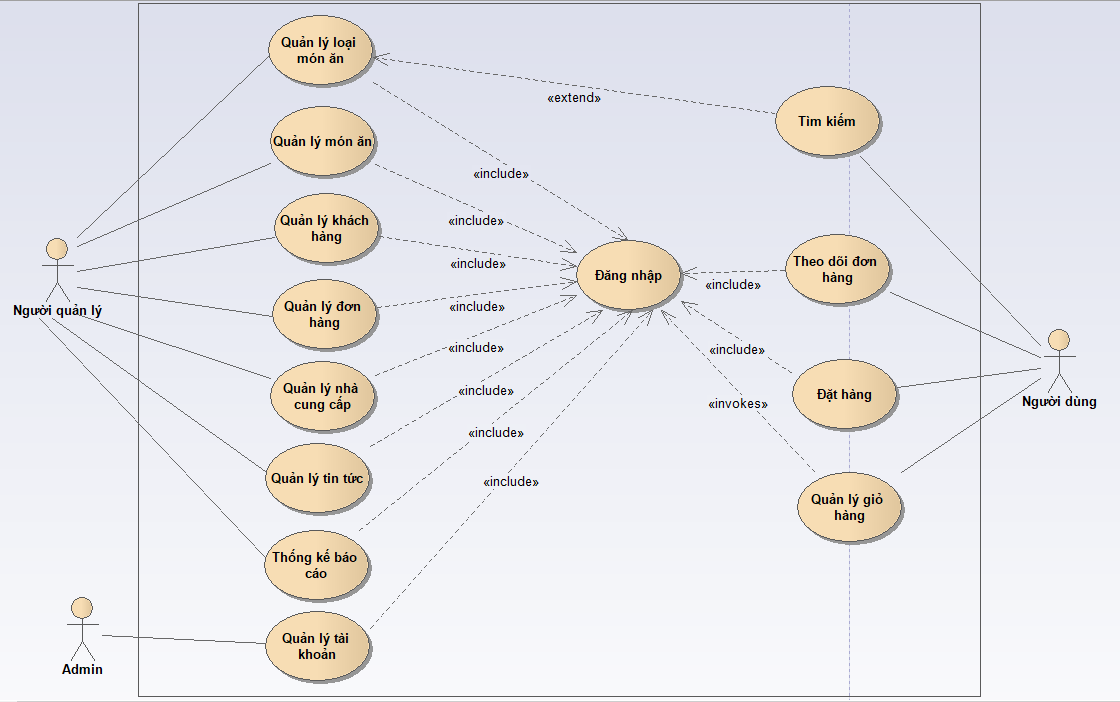 Quản lý loại
món ăn
«extend»
Tìm kiếm
Quản lý món ăn
«include»
Quản lý khách
hàng
«include»
«include»
Đăng nhập
Theo dõi đơn
hàng
«include»
Người quản lý
Quản lý đơn
hàng
«include»
«include»
«include»
Quản lý nhà
cung cấp
«include»
Đặt hàng
«invokes»
Người dùng
«include»
Quản lý tin tức
«include»
Quản lý giỏ
hàng
Thống kế báo
cáo
Quản lý tài
khoản
Admin